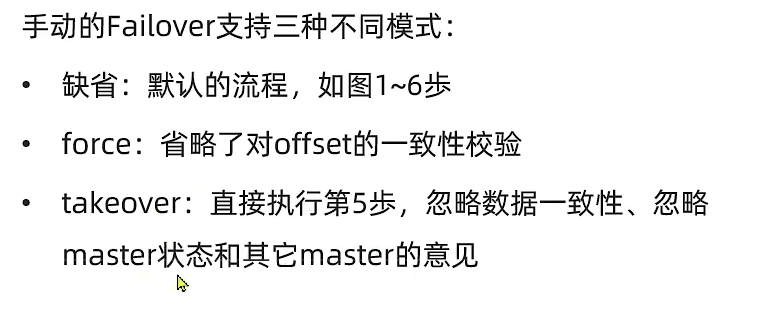 手动的Failover支持三种不同模式：
• 缺省：默认的流程，如图1~6歩
• force：省略了对offset的一致性校验
• takeover：直接执行第5歩，忽略数据一致性、忽略
master状态和其它master的意见